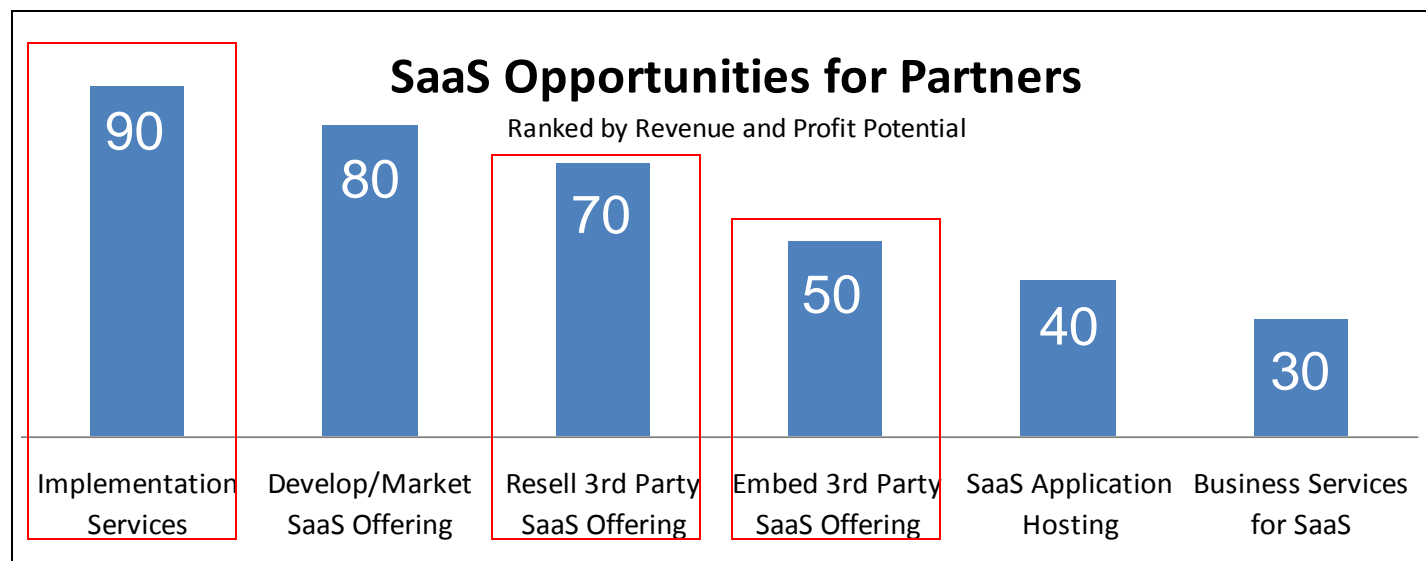 SaaS Opportunities for Partners
Ranked by Revenue and Profit Potential
90
80
70
50
40
30
Implementation
Services
Develop/Market
SaaS Offering
Resell 3rd Party
SaaS Offering
Embed 3rd Party
SaaS Offering
SaaS Application
Hosting
Business Services
for SaaS